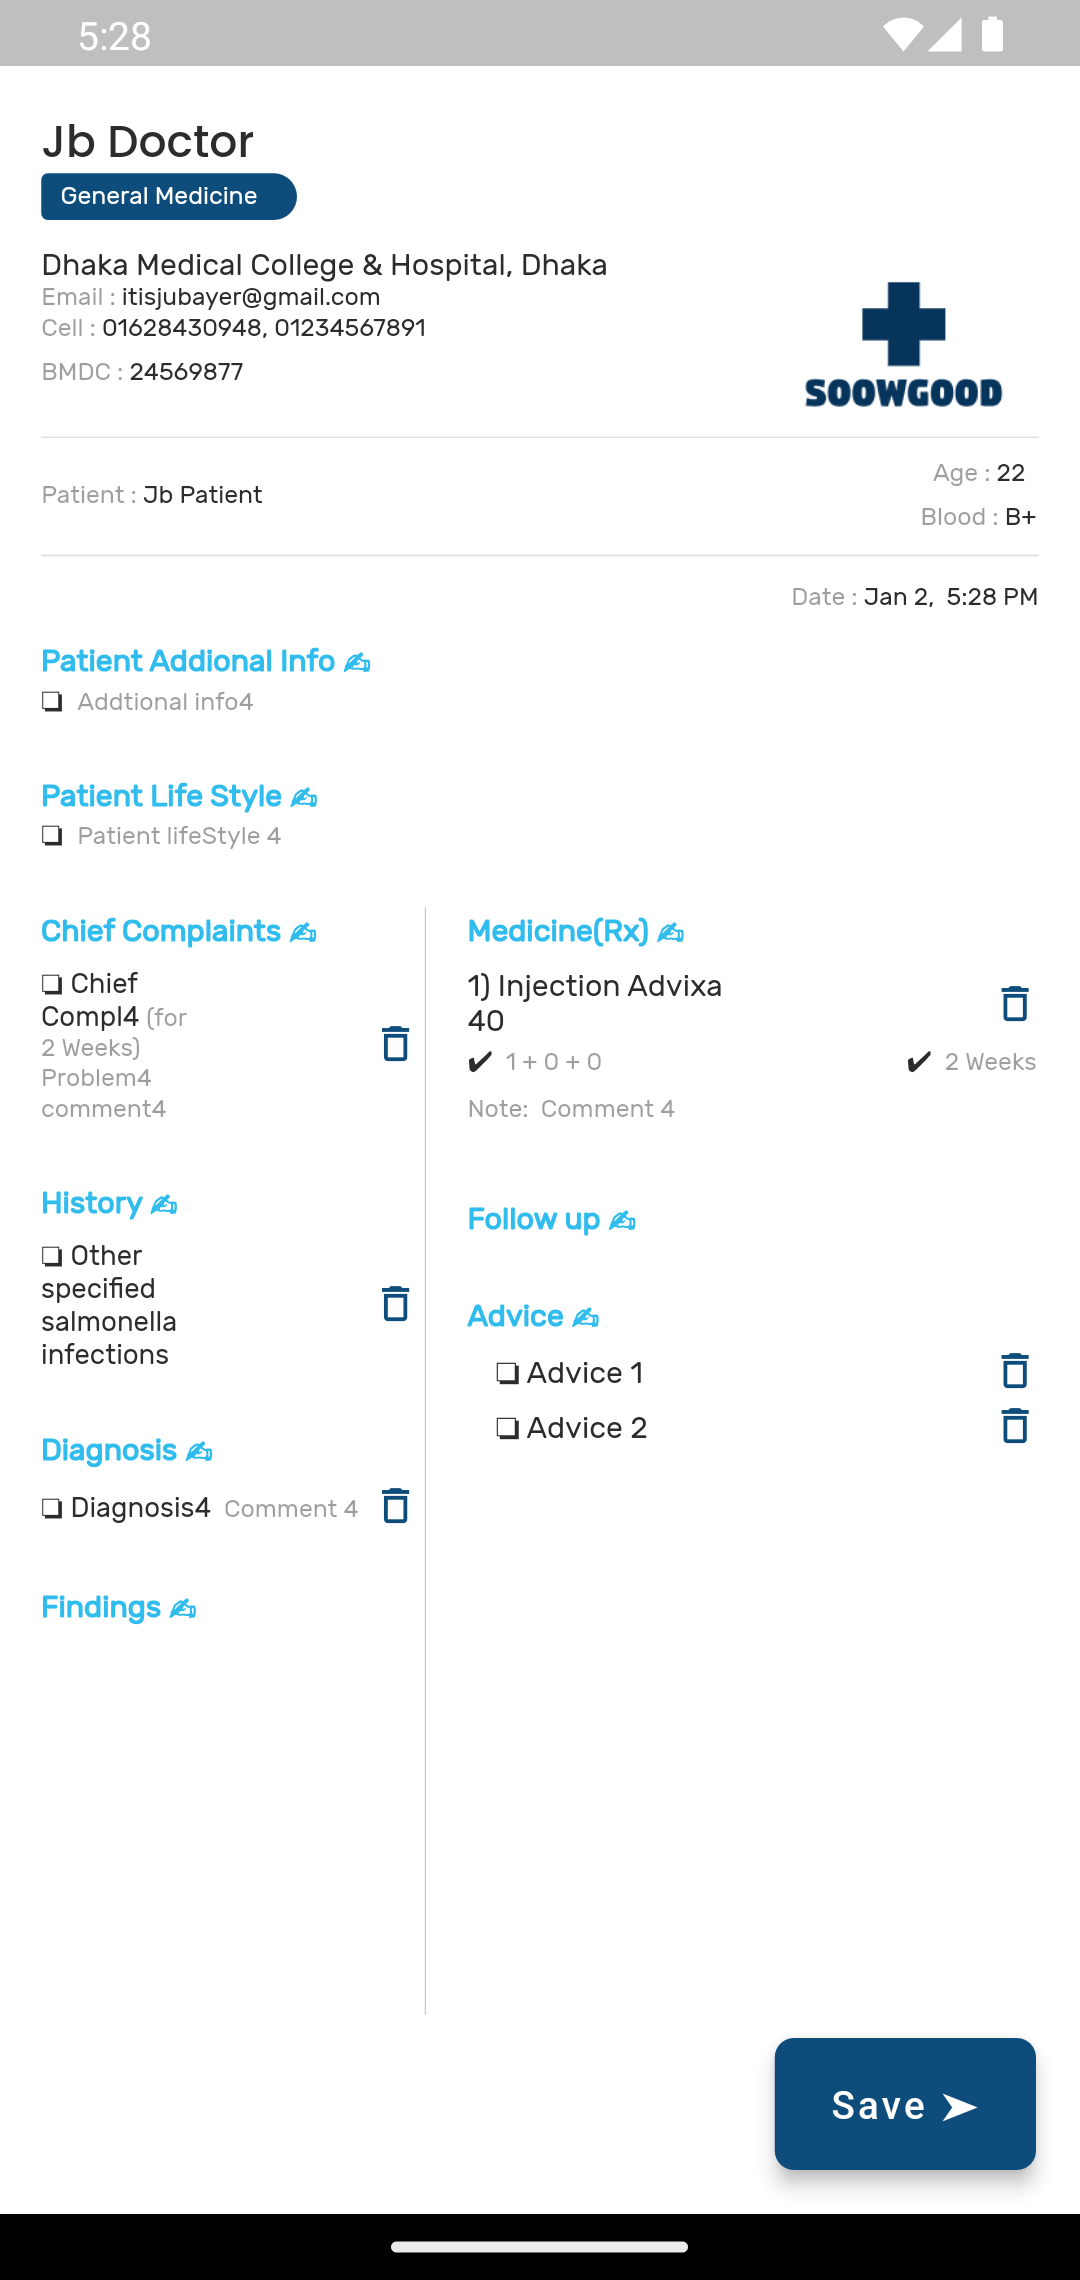 5:28
Jb Doctor
General Medicine
Dhaka Medical College & Hospital, Dhaka
Email : itisjubayer@gmail.com
Cell : 01628430948, 01234567891
BMDC : 24569877
SOOWGOOD
Patient : Jb Patient
Age : 22
Blood : B+
Date : Jan 2,  5:28 PM
Patient Addional Info ✍
❏ Addtional info4
Patient Life Style ✍
❏ Patient lifeStyle 4
Chief Complaints ✍
❏ Chief
Compl4 (for
2 Weeks)
Problem4
comment4
History ✍
❏ Other
specified
salmonella
infections
Diagnosis ✍
❏ Diagnosis4 Comment 4
Findings ✍
Medicine(Rx) ✍
1) Injection Advixa
40
✔ 1 + 0 + 0 ✔ 2 Weeks
Note: Comment 4
Follow up ✍
Advice ✍
❏ Advice 1
❏ Advice 2
Save ➤